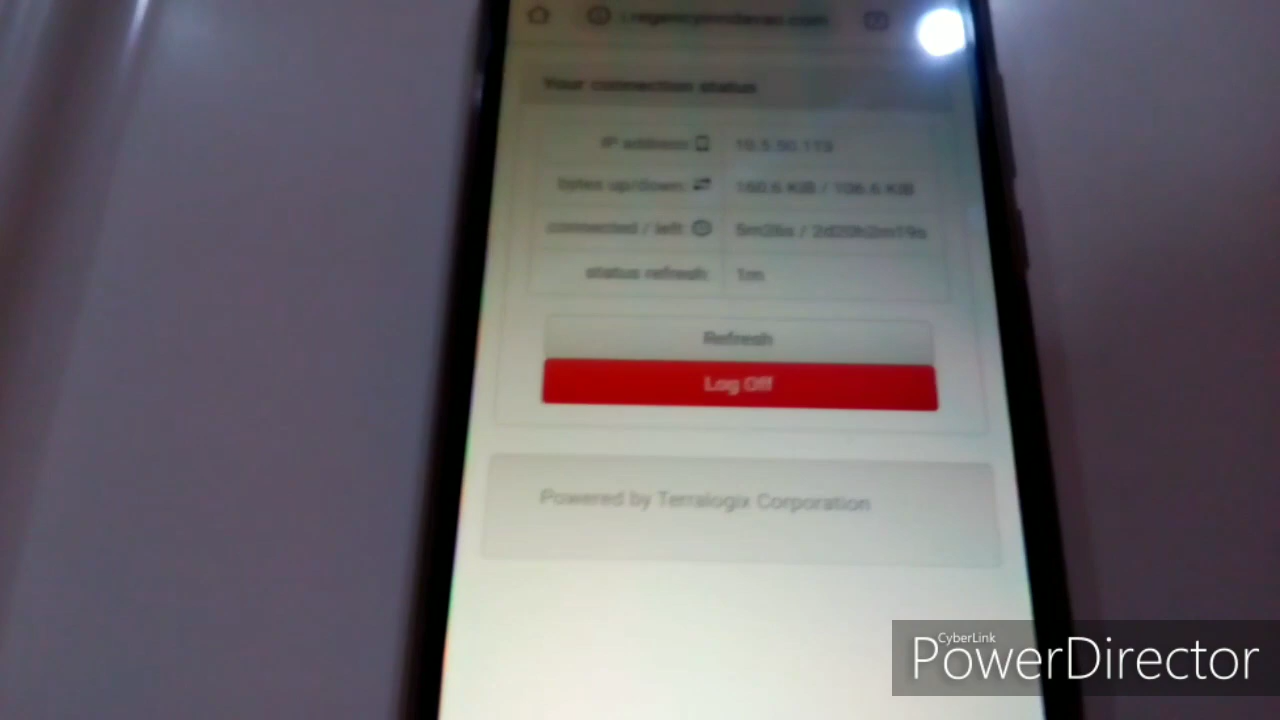 Your connection status
IP address 10.5.50.113
bytes up/down: 160.6 KiB / 106.6 KiB
connected / left: 5m26s / 2d20h2m19s
status refresh: 1m
Refresh
Log Off
Powered by Terralogix Corporation
CyberLink
PowerDirector